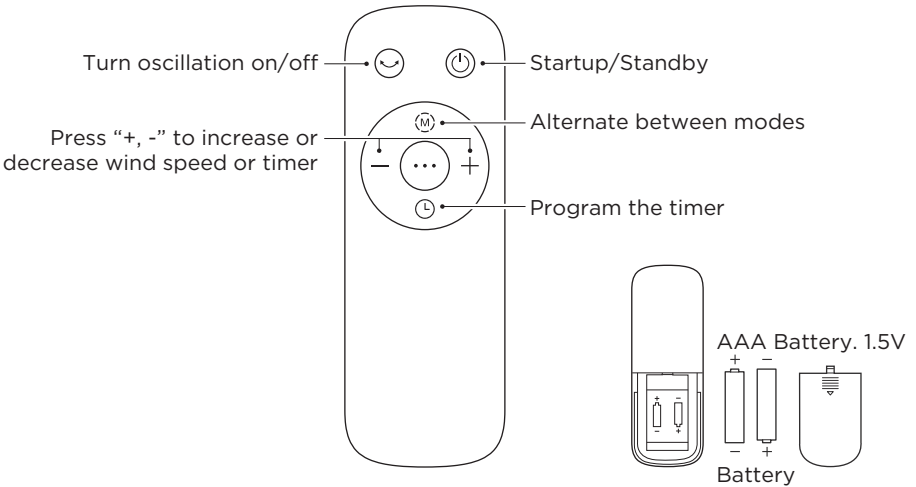 Turn oscillation on/off
Startup/Standby
M
Alternate between modes
Press “+, -” to increase or
decrease wind speed or timer
− +
Program the timer
AAA Battery. 1.5V
+ −
+ −
− +
− +
Battery